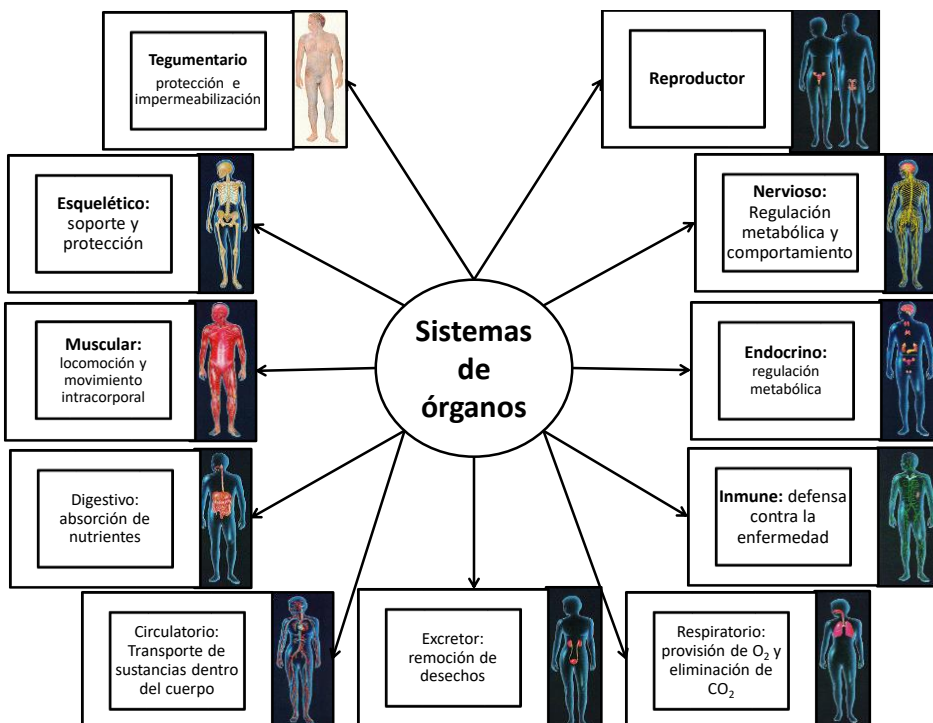 Tegumentario
protección e
impermeabilización
Reproductor
Esquelético:
soporte y
protección
Nervioso:
Regulación
metabólica y
comportamiento
Sistemas
de
órganos
Muscular:
locomoción y
movimiento
intracorporal
Endocrino:
regulación
metabólica
Digestivo:
absorción de
nutrientes
Inmune: defensa
contra la
enfermedad
Circulatorio:
Transporte de
sustancias dentro
del cuerpo
Excretor:
remoción de
desechos
Respiratorio:
provisión de O₂ y
eliminación de
CO₂